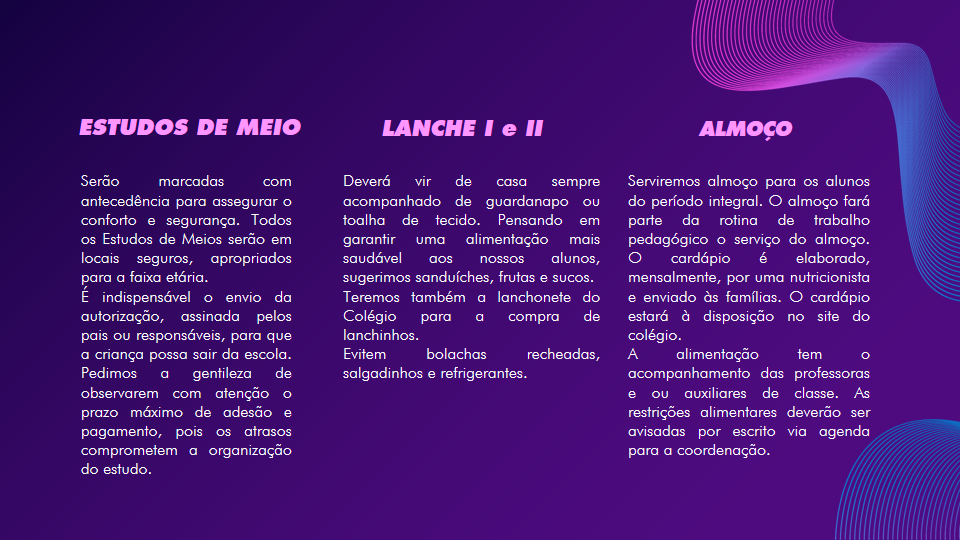 ESTUDOS DE MEIO
Serão marcadas com
antecedência para assegurar o
conforto e segurança. Todos
os Estudos de Meios serão em
locais seguros, apropriados
para a faixa etária.
É indispensável o envio da
autorização, assinada pelos
pais ou responsáveis, para que
a criança possa sair da escola.
Pedimos a gentileza de
observarem com atenção o
prazo máximo de adesão e
pagamento, pois os atrasos
comprometem a organização
do estudo.
LANCHE I e II
Deverá vir de casa sempre
acompanhado de guardanapo ou
toalha de tecido. Pensando em
garantir uma alimentação mais
saudável aos nossos alunos,
sugerimos sanduíches, frutas e sucos.
Teremos também a lanchonete do
Colégio para a compra de
lanchinhos.
Evitem bolachas recheadas,
salgadinhos e refrigerantes.
ALMOÇO
Serviremos almoço para os alunos
do período integral. O almoço fará
parte da rotina de trabalho
pedagógico o serviço do almoço.
O cardápio é elaborado,
mensalmente, por uma nutricionista
e enviado às famílias. O cardápio
estará à disposição no site do
colégio.
A alimentação tem o
acompanhamento das professoras
e ou auxiliares de classe. As
restrições alimentares deverão ser
avisadas por escrito via agenda
para a coordenação.